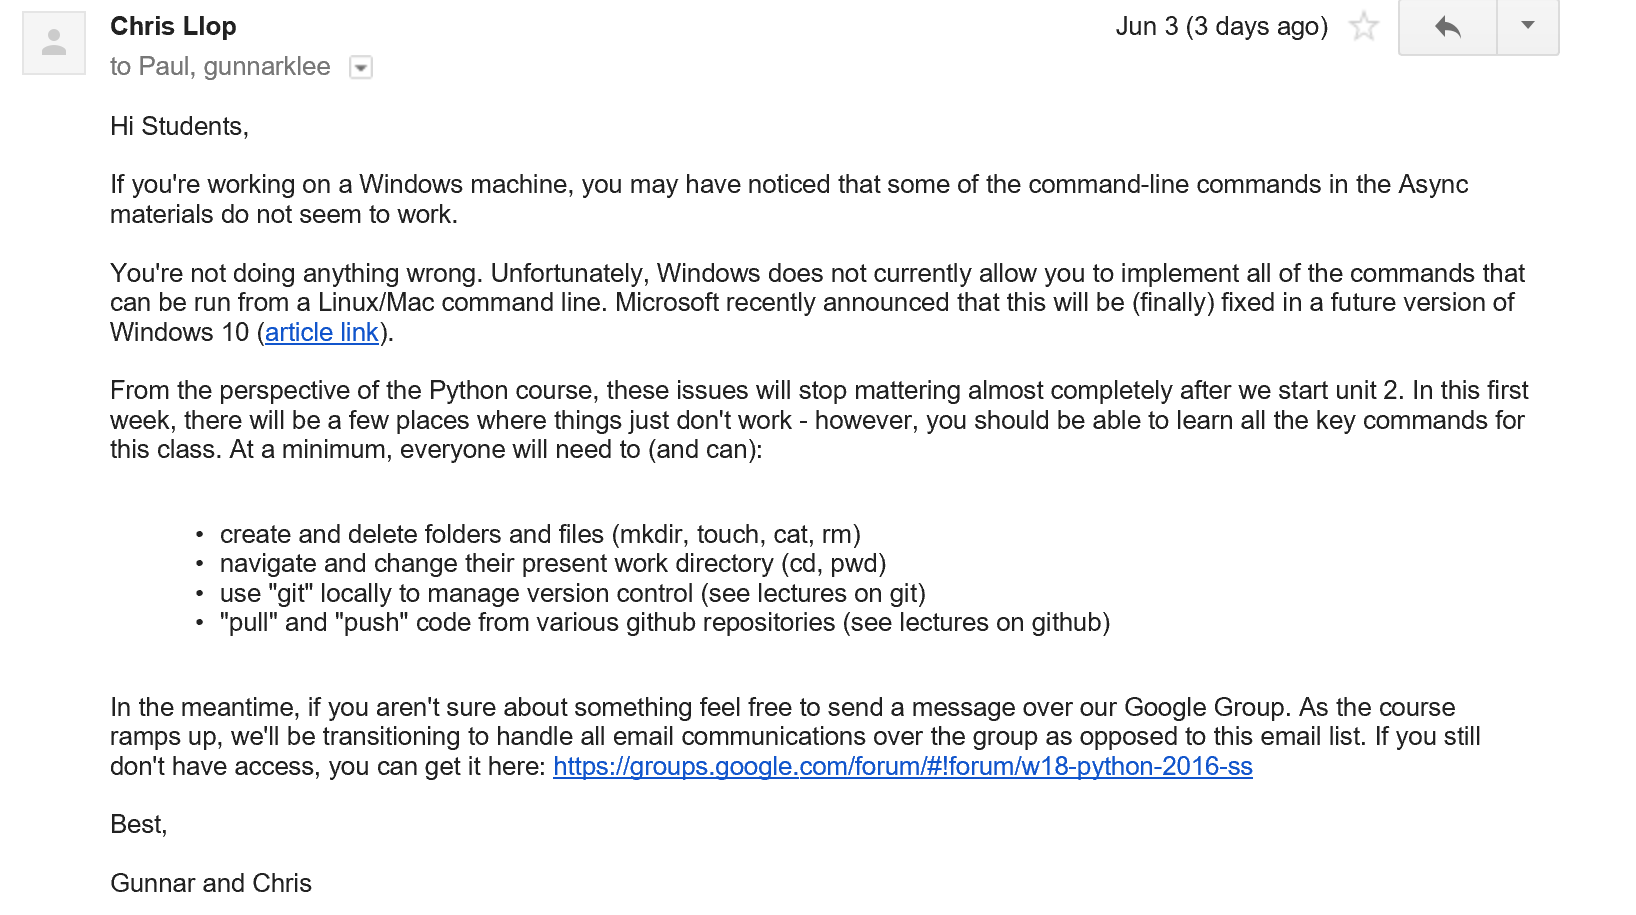 Chris Llop
Jun 3 (3 days ago)
to Paul, gunnarklee
Hi Students,
If you're working on a Windows machine, you may have noticed that some of the command-line commands in the Async
materials do not seem to work.
You're not doing anything wrong. Unfortunately, Windows does not currently allow you to implement all of the commands that
can be run from a Linux/Mac command line. Microsoft recently announced that this will be (finally) fixed in a future version of
Windows 10 (article link).
From the perspective of the Python course, these issues will stop mattering almost completely after we start unit 2. In this first
week, there will be a few places where things just don't work - however, you should be able to learn all the key commands for
this class. At a minimum, everyone will need to (and can):
• create and delete folders and files (mkdir, touch, cat, rm)
• navigate and change their present work directory (cd, pwd)
• use "git" locally to manage version control (see lectures on git)
• "pull" and "push" code from various github repositories (see lectures on github)
In the meantime, if you aren't sure about something feel free to send a message over our Google Group. As the course
ramps up, we'll be transitioning to handle all email communications over the group as opposed to this email list. If you still
don't have access, you can get it here: https://groups.google.com/forum/#!forum/w18-python-2016-ss
Best,
Gunnar and Chris